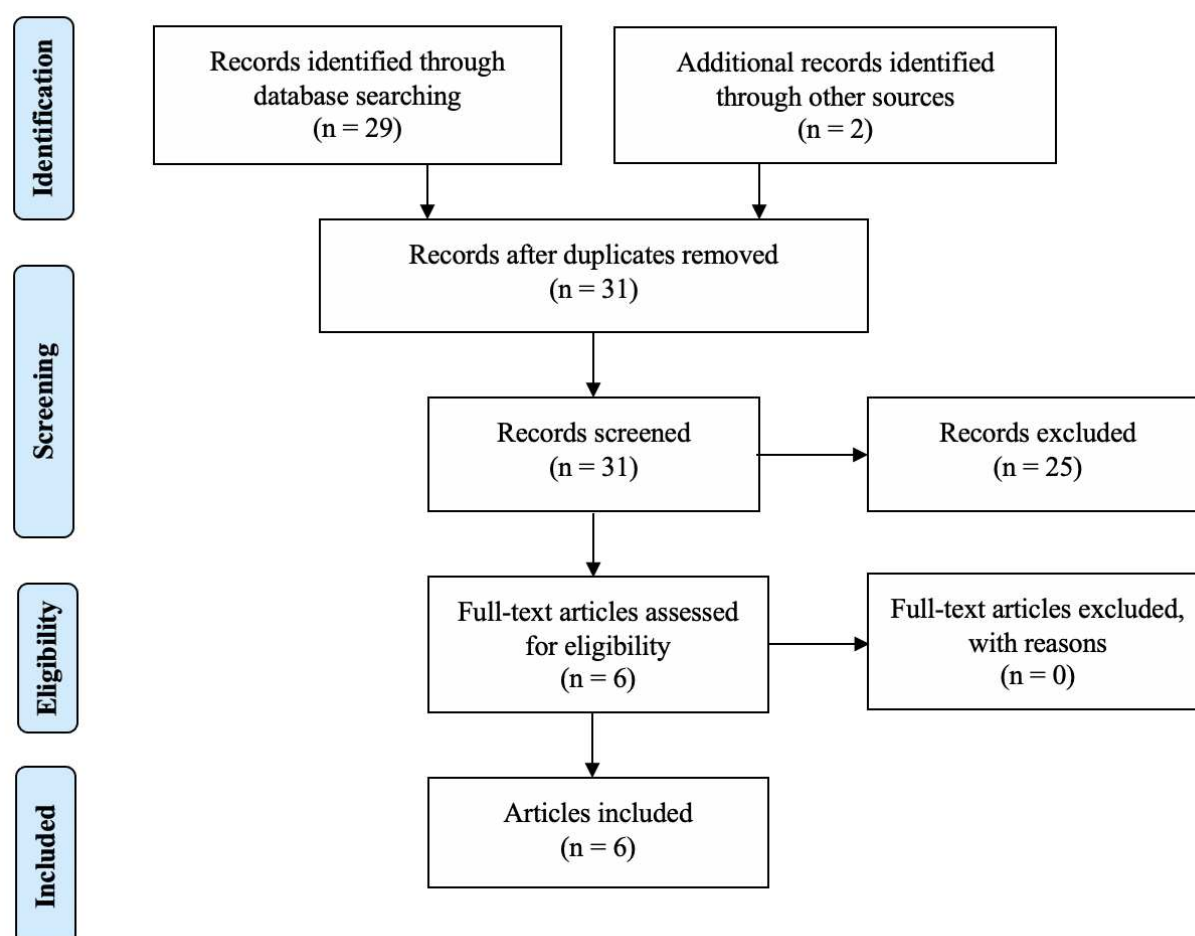 Identification
Records identified through
database searching
(n = 29)
Additional records identified
through other sources
(n = 2)
Records after duplicates removed
(n = 31)
Screening
Records screened
(n = 31)
Records excluded
(n = 25)
Eligibility
Full-text articles assessed
for eligibility
(n = 6)
Full-text articles excluded,
with reasons
(n = 0)
Included
Articles included
(n = 6)